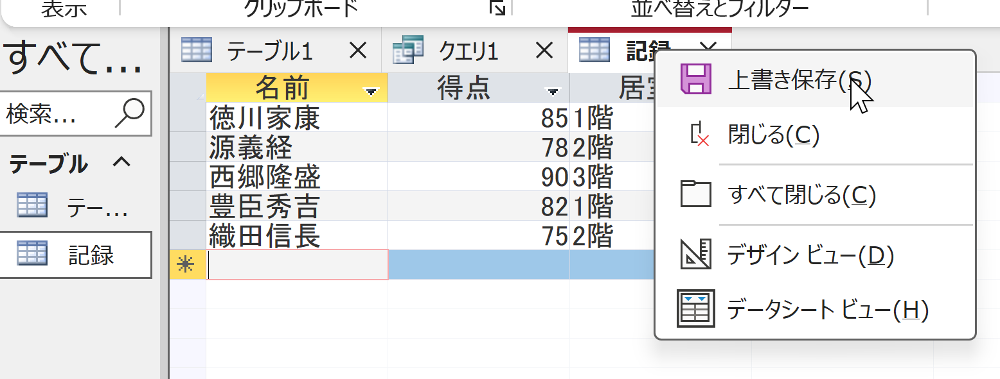 表示 クリップボード 並べ替えとフィルター
すべて...
テーブル1 クエリ1 記録
検索...
テーブル
テー...
記録
名前 得点 居室
徳川家康 85 1階
源義経 78 2階
西郷隆盛 90 3階
豊臣秀吉 82 1階
織田信長 75 2階
上書き保存(S)
閉じる(C)
すべて閉じる(C)
デザイン ビュー(D)
データシート ビュー(H)